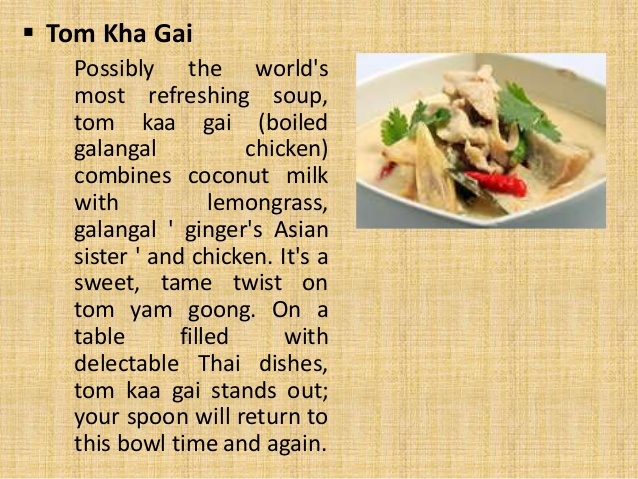 ▪ Tom Kha Gai
Possibly the world's
most refreshing soup,
tom kaa gai (boiled
galangal chicken)
combines coconut milk
with lemongrass,
galangal ' ginger's Asian
sister ' and chicken. It's a
sweet, tame twist on
tom yam goong. On a
table filled with
delectable Thai dishes,
tom kaa gai stands out;
your spoon will return to
this bowl time and again.